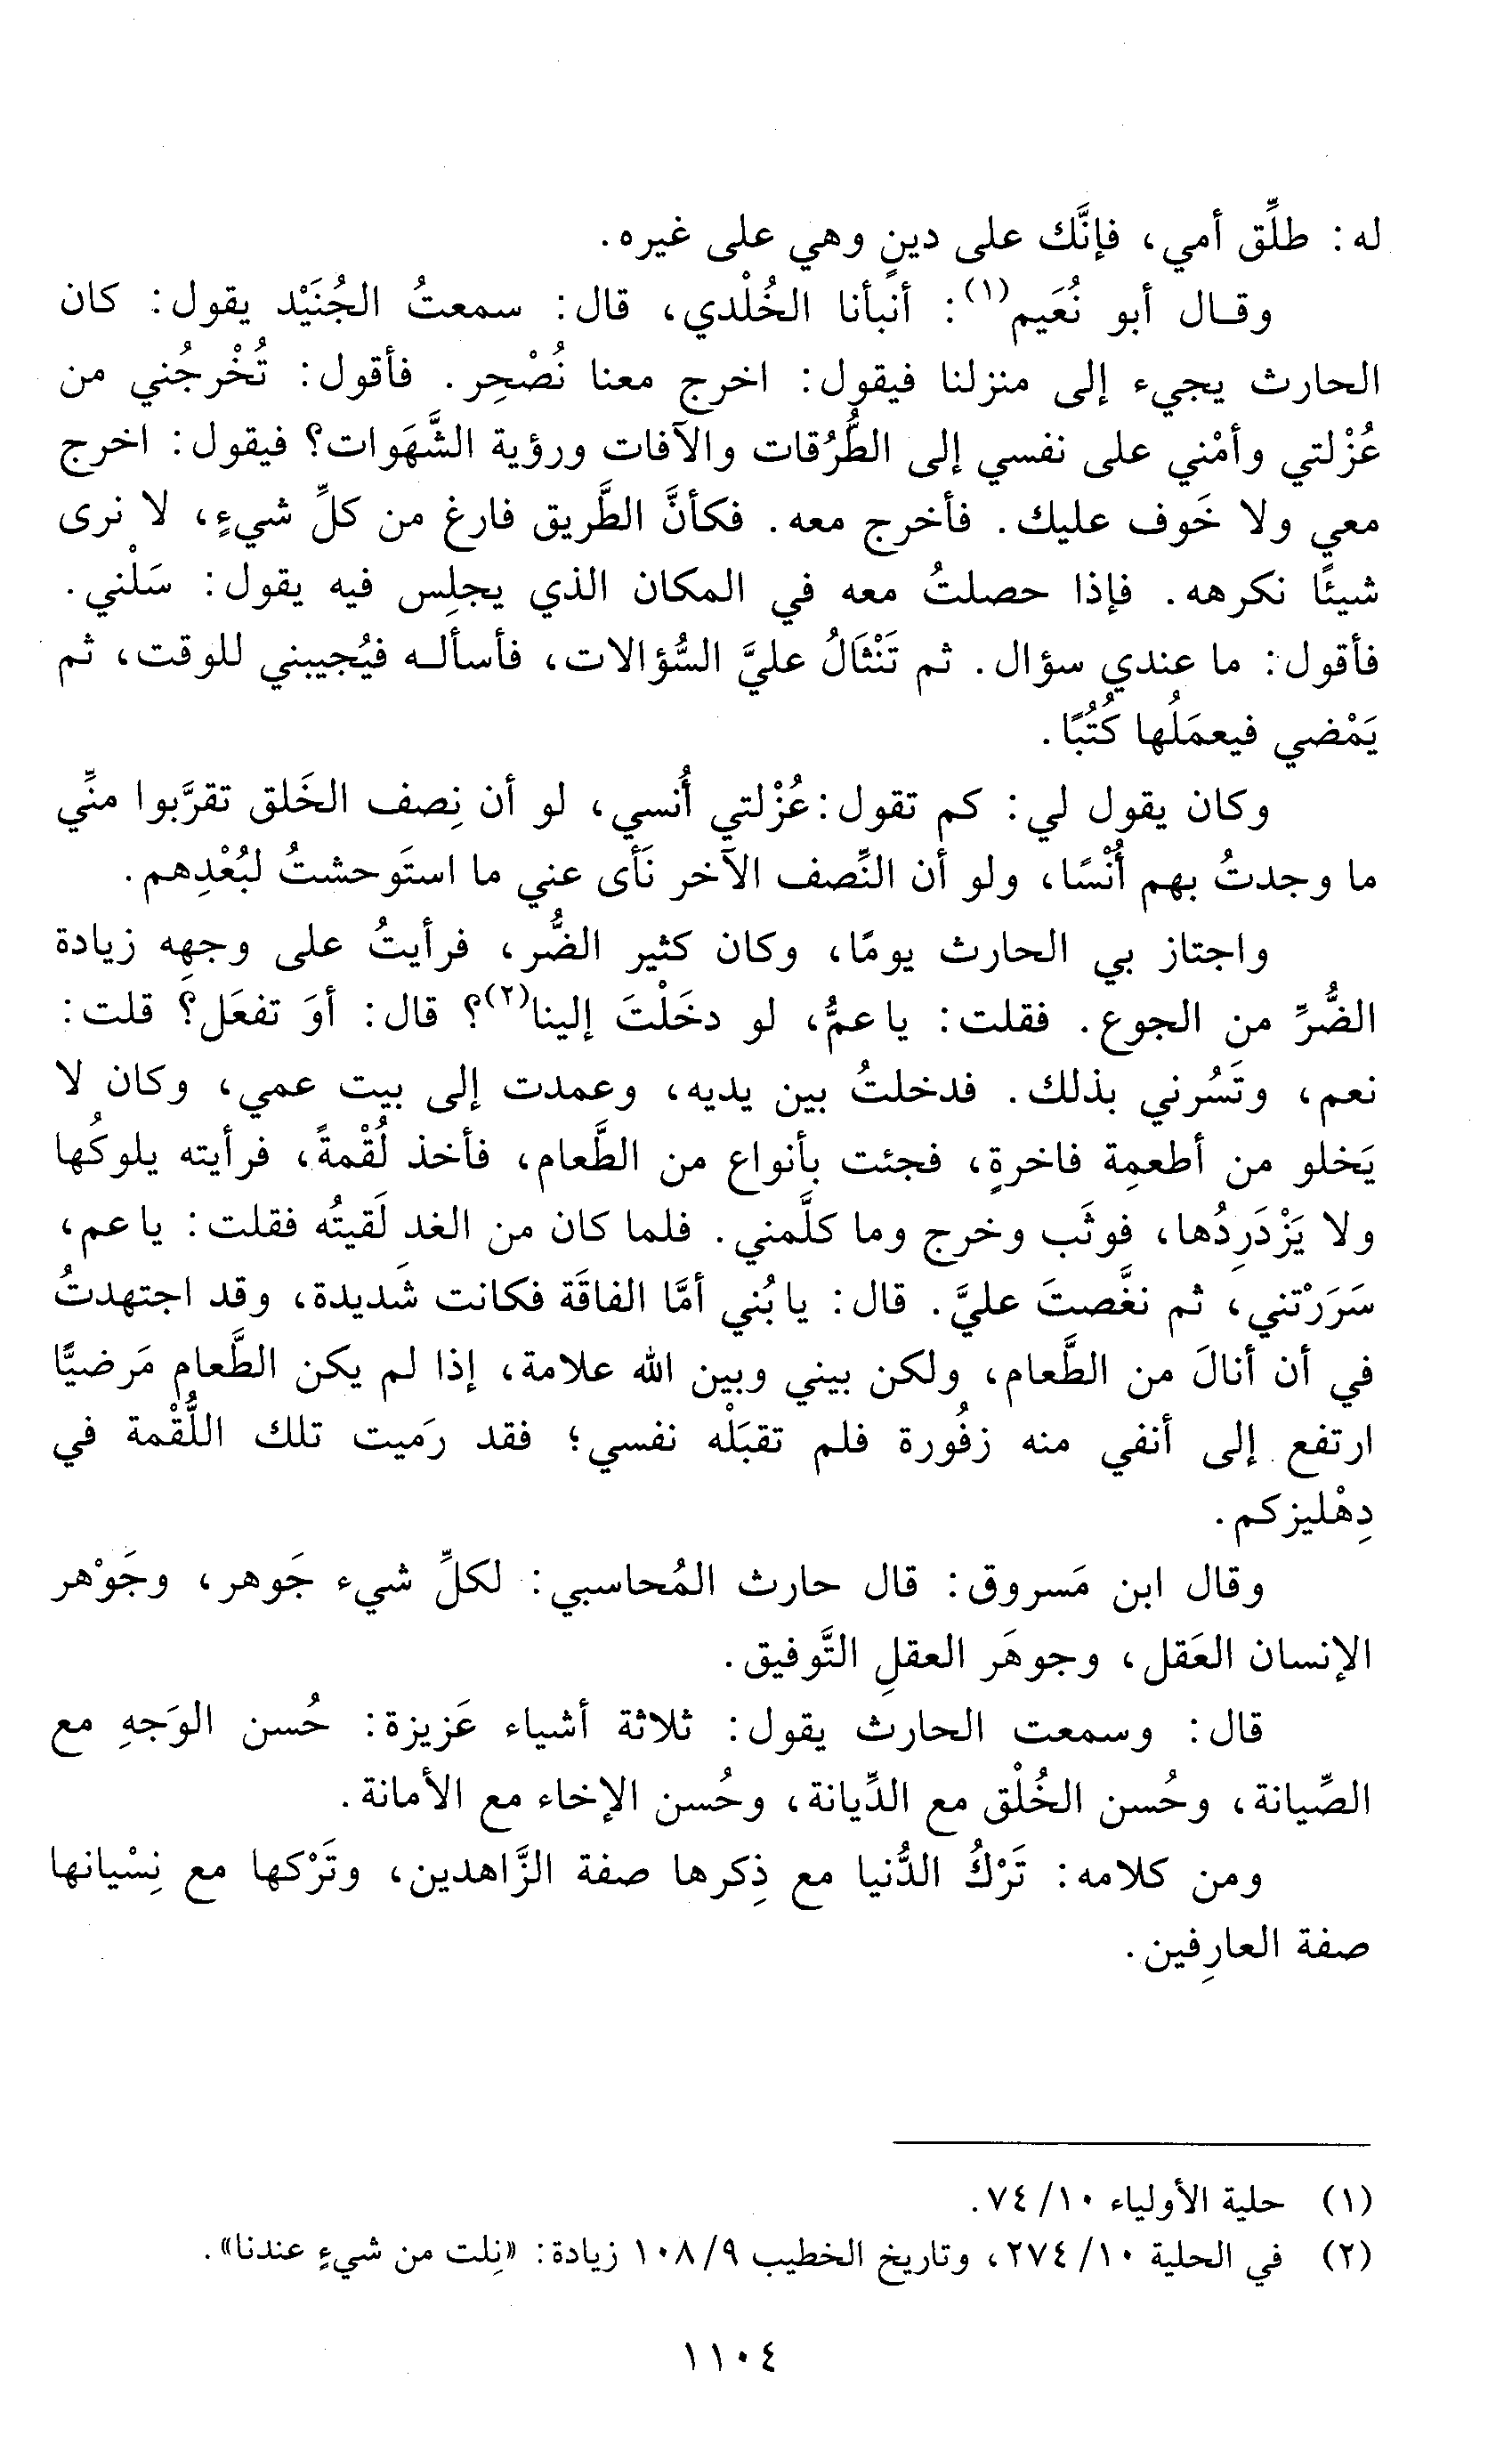 له: طلِّق أمي، فإنَّك على دينٍ وهي على غيره.
وقال أبو نُعَيم(١): أنبأنا الخُلْدي، قال: سمعتُ الجُنَيْد يقول: كان
الحارث يجيء إلى منزلنا فيقول: اخرج معنا نُصْحِر. فأقول: تُخْرجُني من
عُزْلتي وأمْني على نفسي إلى الطُّرُقات والآفات ورؤية الشَّهَوات؟ فيقول: اخرج
معي ولا خَوف عليك. فأخرج معه. فكأنَّ الطَّريق فارغ من كلِّ شيءٍ، لا نرى
شيئًا نكرهه. فإذا حصلتُ معه في المكان الذي يجلِس فيه يقول: سَلْني.
فأقول: ما عندي سؤال. ثم تَنْثَالُ عليَّ السُّؤالات، فأسأله فيُجيبني للوقت، ثم
يَمْضي فيعمَلُها كُتُبًا.
وكان يقول لي: كم تقول: عُزْلتي أُنسي، لو أن نِصف الخَلق تقرَّبوا منِّي
ما وجدتُ بهم أُنْسًا، ولو أن النِّصف الآخر نَأى عني ما استَوحشتُ لبُعْدِهم.
واجتاز بي الحارث يومًا، وكان كثير الضُّر، فرأيتُ على وجهِه زيادة
الضُّرِّ من الجوع. فقلت: يا عمُّ، لو دخَلْتَ إلينا(٢)؟ قال: أوَ تفعَل؟ قلت:
نعم، وتَسُرني بذلك. فدخلتُ بين يديه، وعمدت إلى بيت عمي، وكان لا
يَخلو من أطعمِة فاخرةٍ، فجئت بأنواع من الطَّعام، فأخذ لُقْمةً، فرأيته يلوكُها
ولا يَزْدَرِدُها، فوثَب وخرج وما كلَّمني. فلما كان من الغدِ لَقيتُه فقلت: يا عم،
سَرَرْتني، ثم نغَّصتَ عليَّ. قال: يا بُني أمَّا الفاقَة فكانت شَديدة، وقد اجتهدتُ
في أن أنالَ من الطَّعام، ولكن بيني وبين الله علامة، إذا لم يكن الطَّعام مَرضيًّا
ارتفع إلى أنفي منه زفُورة فلم تقبَلْه نفسي؛ فقد رَميت تلك اللُّقْمة في
دِهْليزكم.
وقال ابن مَسروق: قال حارث المُحاسبي: لكلِّ شيء جَوهر، وجَوْهر
الإنسان العَقل، وجوهَر العقلِ التَّوفيق.
قال: وسمعت الحارث يقول: ثلاثة أشياء عَزيزة: حُسن الوَجهِ مع
الصِّيانة، وحُسن الخُلْق مع الدِّيانة، وحُسن الإخاء مع الأمانة.
ومن كلامه: تَرْكُ الدُّنيا مع ذِكرها صفة الزَّاهدين، وتَرْكها مع نِسْيانها
صفة العارِفين.
(١) حلية الأولياء ١٠/ ٧٤.
(٢) في الحلية ١٠/ ٢٧٤، وتاريخ الخطيب ٩/ ١٠٨ زيادة: «نِلت من شيءٍ عندنا».
١١٠٤